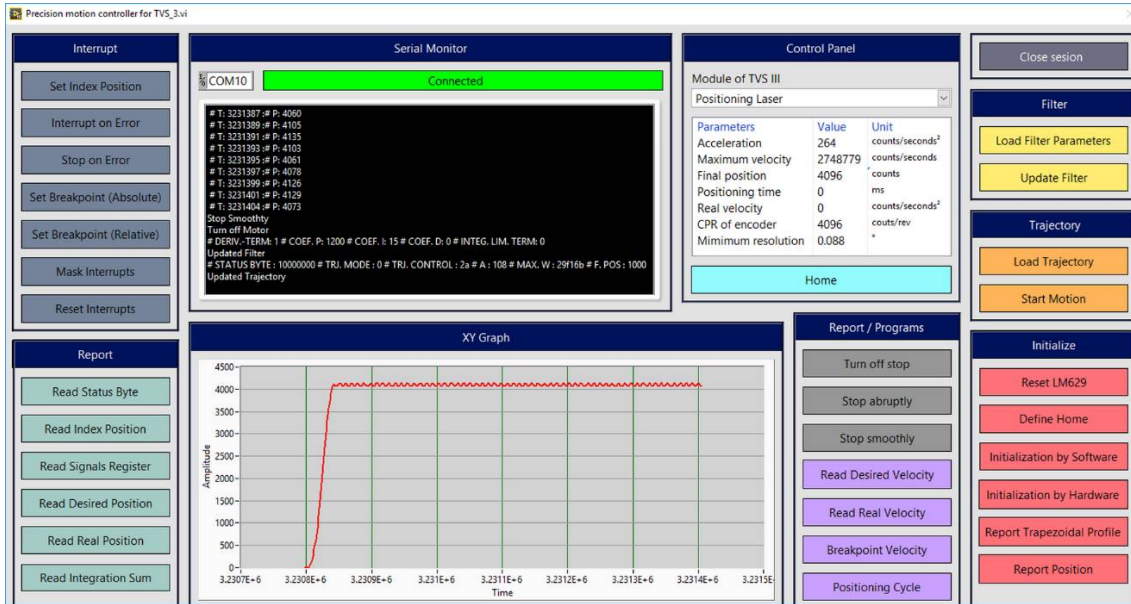 Precision motion controller for TVS_3.vi
Interrupt
Set Index Position
Interrupt on Error
Stop on Error
Set Breakpoint (Absolute)
Set Breakpoint (Relative)
Mask Interrupts
Reset Interrupts
Report
Read Status Byte
Read Index Position
Read Signals Register
Read Desired Position
Read Real Position
Read Integration Sum
Serial Monitor
COM10
Connected
# T: 3231387 :# P: 4060
# T: 3231389 :# P: 4105
# T: 3231391 :# P: 4135
# T: 3231393 :# P: 4103
# T: 3231395 :# P: 4061
# T: 3231397 :# P: 4078
# T: 3231399 :# P: 4126
# T: 3231401 :# P: 4129
# T: 3231404 :# P: 4073
Stop Smoothty
Turn off Motor
# DERIV.-TERM: 1 # COEF. P: 1200 # COEF. I: 15 # COEF. D: 0 # INTEG. LIM. TERM: 0
Updated Filter
# STATUS BYTE : 10000000 # TRJ. MODE : 0 # TRJ. CONTROL : 2a # A : 108 # MAX. W : 29f16b # F. POS : 1000
Updated Trajectory
XY Graph
Amplitude
4500
4000
3500
3000
2500
2000
1500
1000
500
0
3.2307E+6 3.2308E+6 3.2309E+6 3.231E+6 3.2311E+6 3.2312E+6 3.2313E+6 3.2314E+6 3.2315E+6
Time
Control Panel
Module of TVS III
Positioning Laser
Parameters Value Unit
Acceleration 264 counts/seconds²
Maximum velocity 2748779 counts/seconds
Final position 4096 counts
Positioning time 0 ms
Real velocity 0 counts/seconds²
CPR of encoder 4096 couts/rev
Mimimum resolution 0.088 °
Home
Report / Programs
Turn off stop
Stop abruptly
Stop smoothly
Read Desired Velocity
Read Real Velocity
Breakpoint Velocity
Positioning Cycle
Close sesion
Filter
Load Filter Parameters
Update Filter
Trajectory
Load Trajectory
Start Motion
Initialize
Reset LM629
Define Home
Initialization by Software
Initialization by Hardware
Report Trapezoidal Profile
Report Position